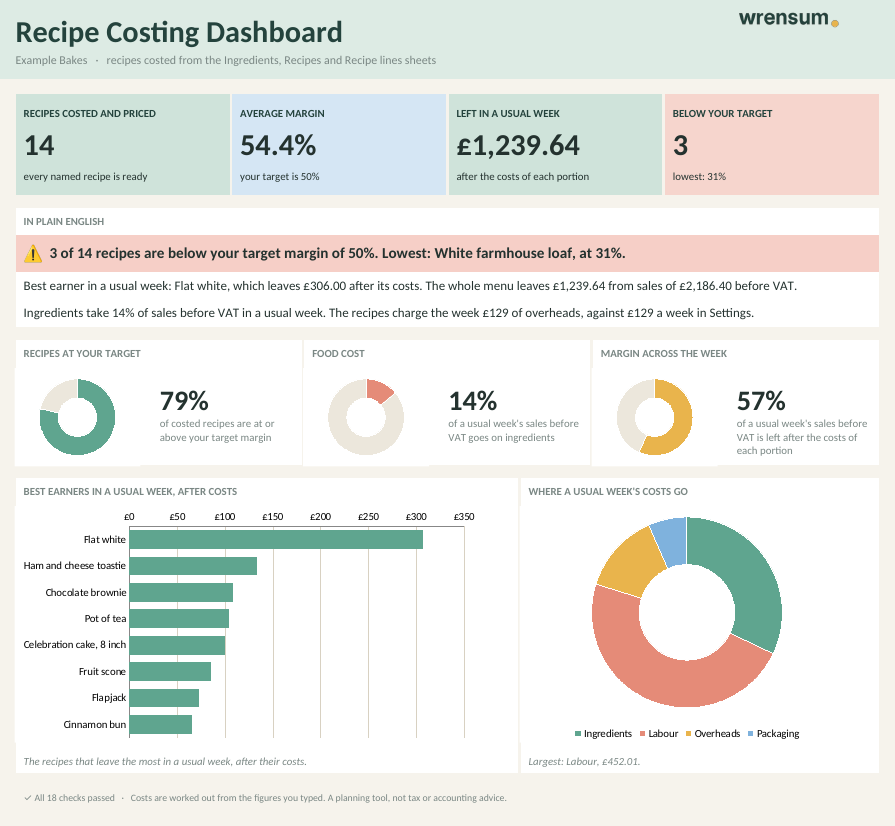 Recipe Costing Dashboard
wrensum.
Example Bakes · recipes costed from the Ingredients, Recipes and Recipe lines sheets
RECIPES COSTED AND PRICED
14
every named recipe is ready
AVERAGE MARGIN
54.4%
your target is 50%
LEFT IN A USUAL WEEK
£1,239.64
after the costs of each portion
BELOW YOUR TARGET
3
lowest: 31%
IN PLAIN ENGLISH
⚠️ 3 of 14 recipes are below your target margin of 50%. Lowest: White farmhouse loaf, at 31%.
Best earner in a usual week: Flat white, which leaves £306.00 after its costs. The whole menu leaves £1,239.64 from sales of £2,186.40 before VAT.
Ingredients take 14% of sales before VAT in a usual week. The recipes charge the week £129 of overheads, against £129 a week in Settings.
RECIPES AT YOUR TARGET
79%
of costed recipes are at or
above your target margin
FOOD COST
14%
of a usual week's sales before
VAT goes on ingredients
MARGIN ACROSS THE WEEK
57%
of a usual week's sales before
VAT is left after the costs of
each portion
BEST EARNERS IN A USUAL WEEK, AFTER COSTS
£0 £50 £100 £150 £200 £250 £300 £350
Flat white
Ham and cheese toastie
Chocolate brownie
Pot of tea
Celebration cake, 8 inch
Fruit scone
Flapjack
Cinnamon bun
The recipes that leave the most in a usual week, after their costs.
WHERE A USUAL WEEK'S COSTS GO
Ingredients Labour Overheads Packaging
Largest: Labour, £452.01.
✓ All 18 checks passed · Costs are worked out from the figures you typed. A planning tool, not tax or accounting advice.